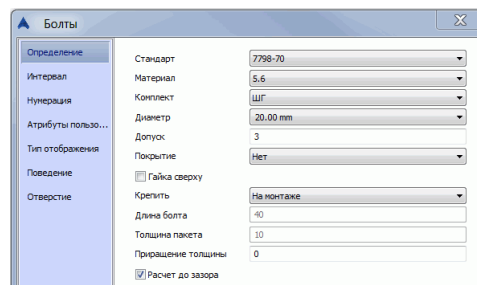 Болты
Определение
Интервал
Нунерация
Атрибуты пользо...
Тип отображения
Поведение
Отверстие
Стандарт 7798-70
Материал 5.6
Комплект ШГ
Диаметр 20.00 mm
Допуск 3
Покрытие Нет
Гайка сверху
Крепить На монтаже
Длина болта 40
Толщина пакета 10
Приращение толщины 0
Расчет до зазора